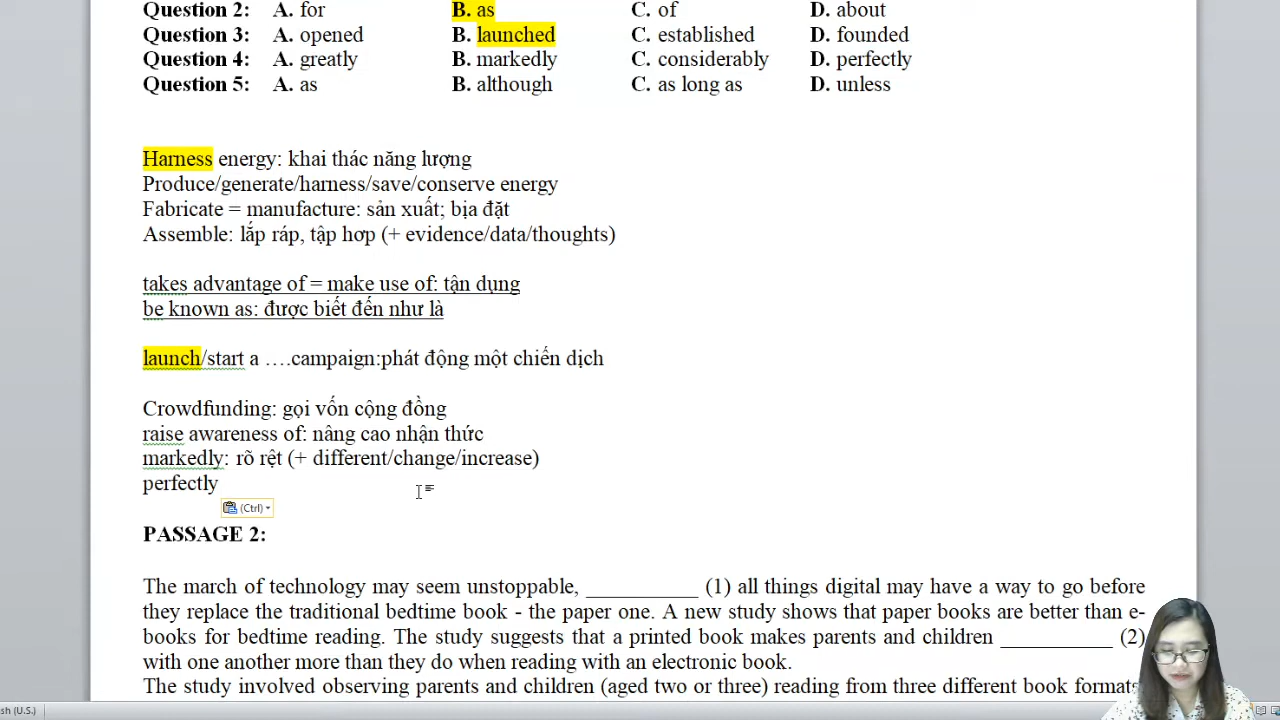 Question 2: A. for B. as C. of D. about
Question 3: A. opened B. launched C. established D. founded
Question 4: A. greatly B. markedly C. considerably D. perfectly
Question 5: A. as B. although C. as long as D. unless
Harness energy: khai thác năng lượng
Produce/generate/harness/save/conserve energy
Fabricate = manufacture: sản xuất; bịa đặt
Assemble: lắp ráp, tập hơp (+ evidence/data/thoughts)
takes advantage of = make use of: tận dụng
be known as: được biết đến như là
launch/start a ….campaign:phát động một chiến dịch
Crowdfunding: gọi vốn cộng đồng
raise awareness of: nâng cao nhận thức
markedly: rõ rệt (+ different/change/increase)
perfectly
(Ctrl)
PASSAGE 2:
The march of technology may seem unstoppable, __________ (1) all things digital may have a way to go before
they replace the traditional bedtime book - the paper one. A new study shows that paper books are better than e-
books for bedtime reading. The study suggests that a printed book makes parents and children __________ (2)
with one another more than they do when reading with an electronic book.
The study involved observing parents and children (aged two or three) reading from three different book formats
sh (U.S.)